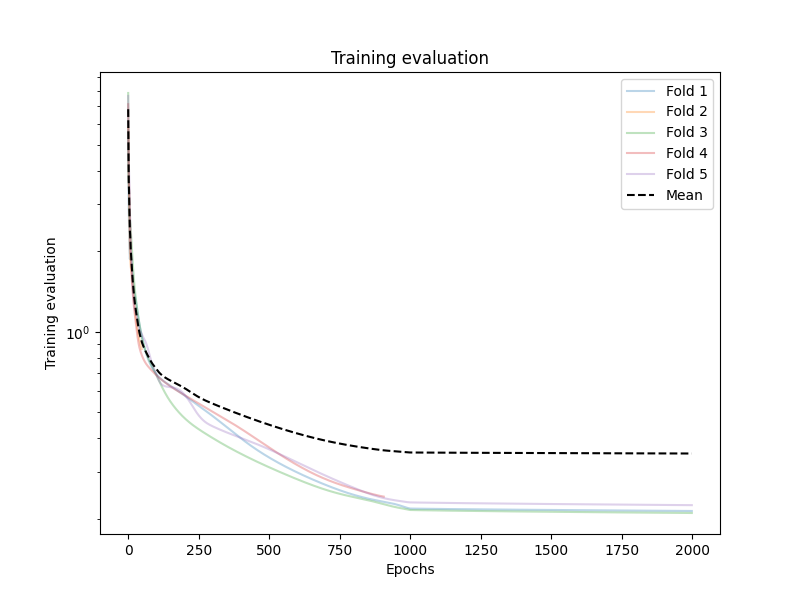 Training evaluation
Training evaluation
10⁰
Fold 1
Fold 2
Fold 3
Fold 4
Fold 5
Mean
0 250 500 750 1000 1250 1500 1750 2000
Epochs